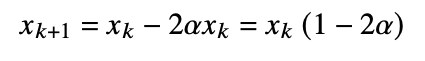 xₖ₊₁ = xₖ − 2αxₖ = xₖ (1 − 2α)